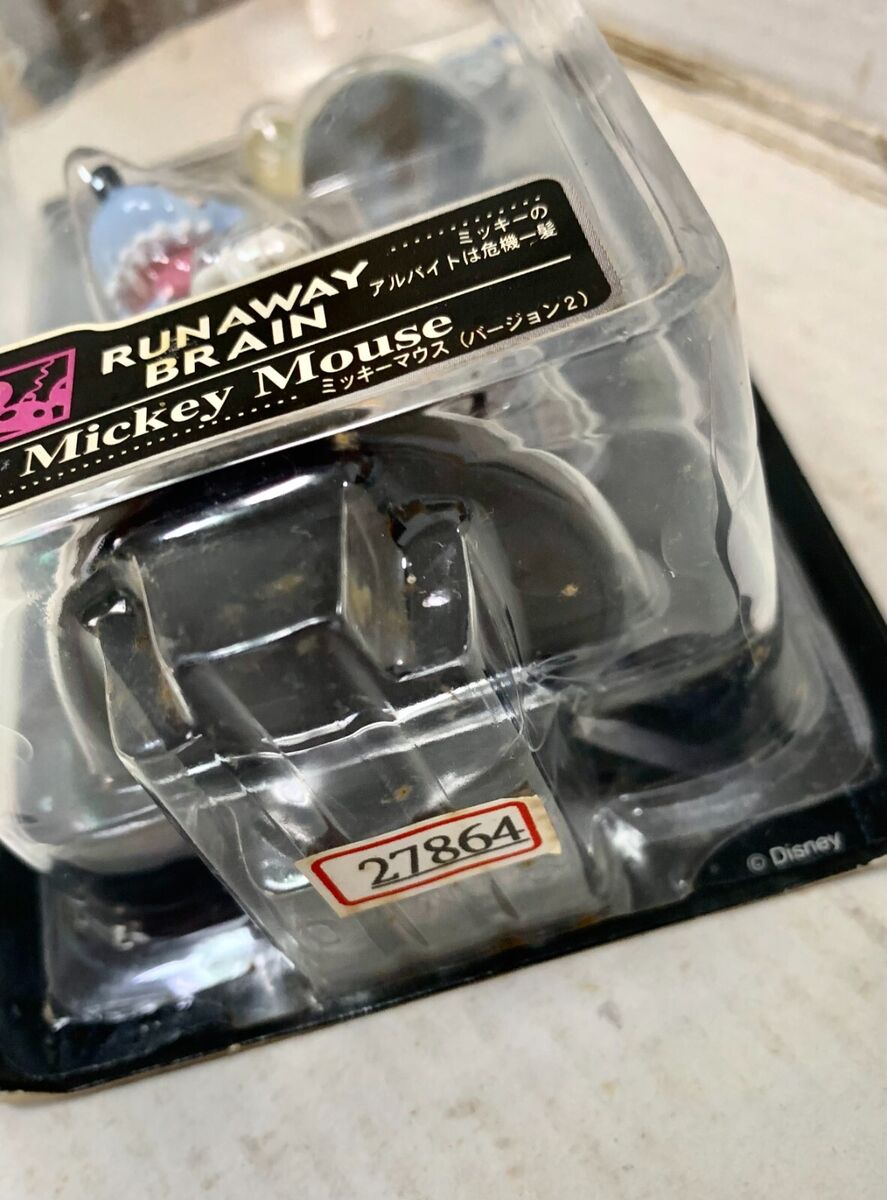 RUNAWAY
BRAIN
ミッキーの
アルバイトは危機一髪
Mickey Mouse
ミッキーマウス (バージョン2)
27864
© Disney